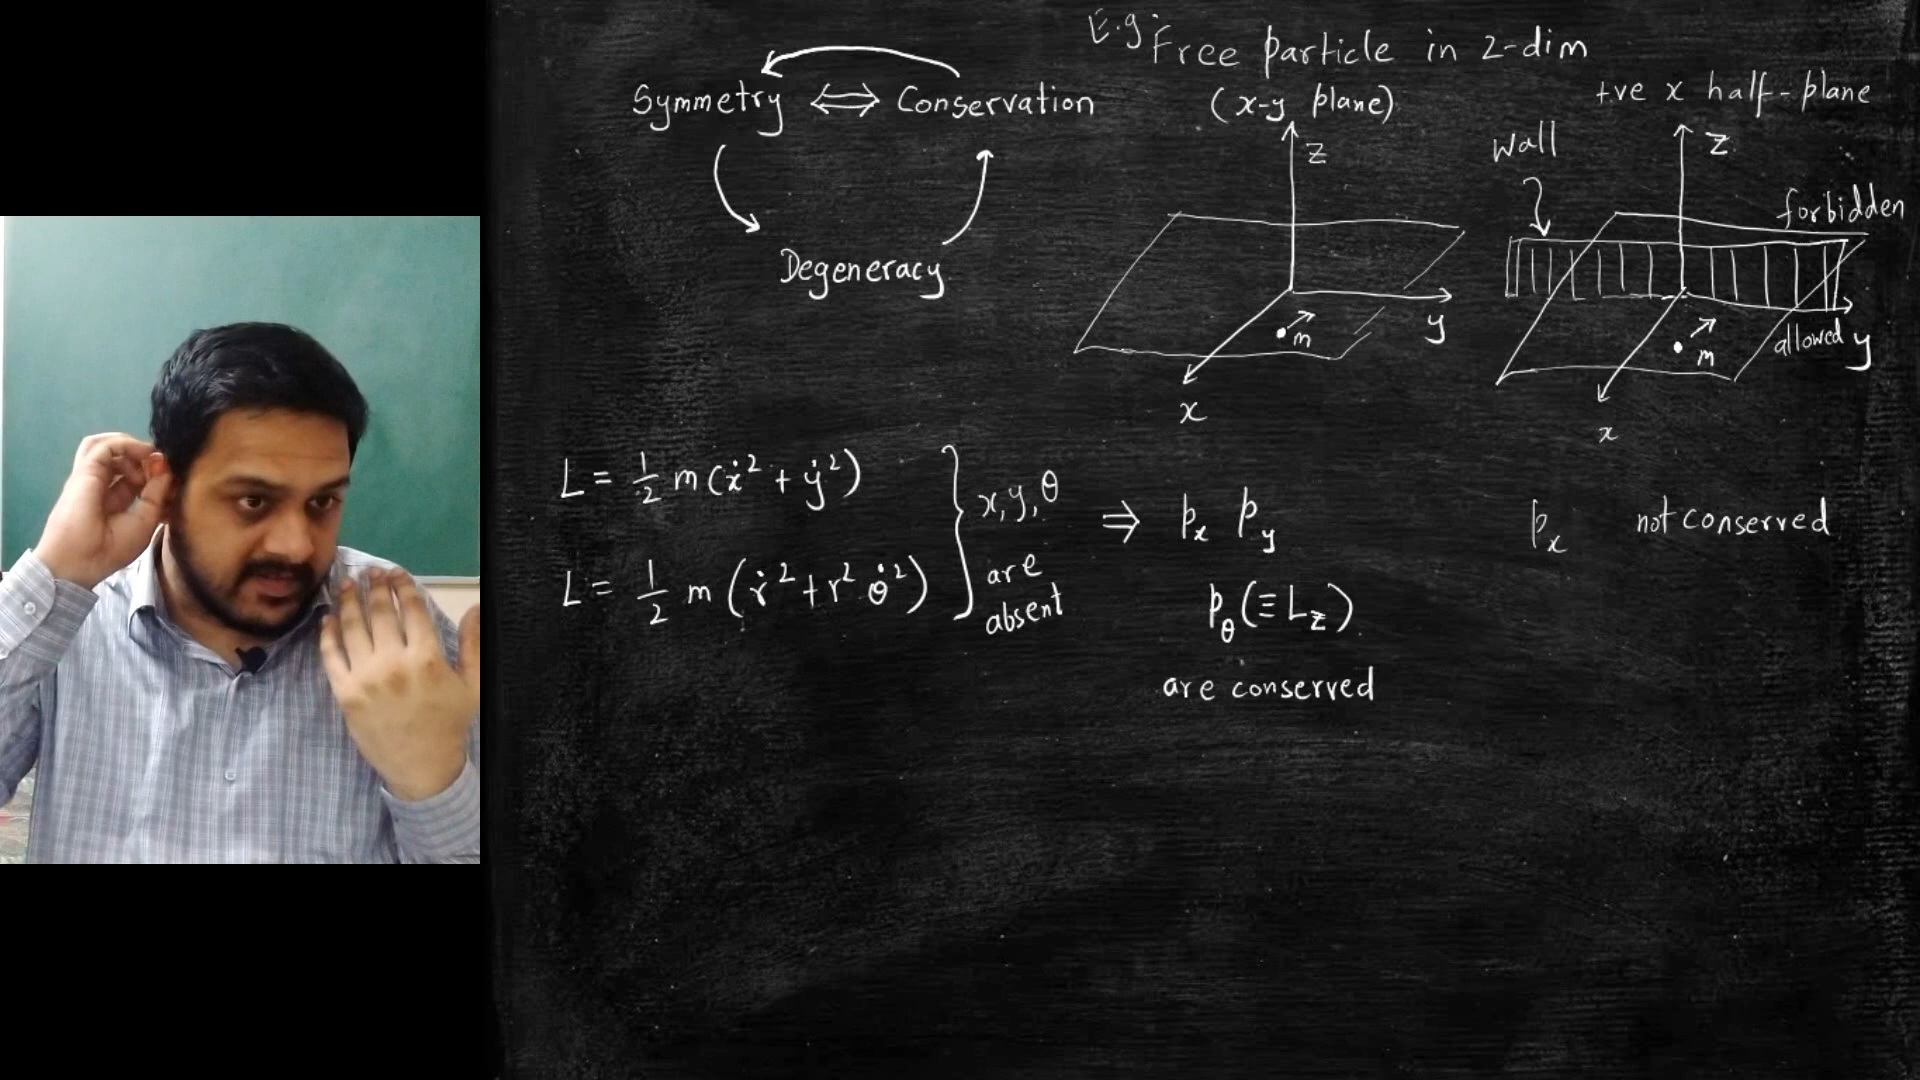 Symmetry ⇔ Conservation
Degeneracy
E.g. Free particle in 2-dim
(x-y plane)
z
y
x
m
+ve x half-plane
Wall
z
forbidden
allowed y
m
x
L = 1/2 m (ẋ² + ẏ²)
L = 1/2 m (ṙ² + r² θ̇²)
} x, y, θ
are
absent
⇒ pₓ p_y
p_θ (≡ L_z)
are conserved
pₓ not conserved